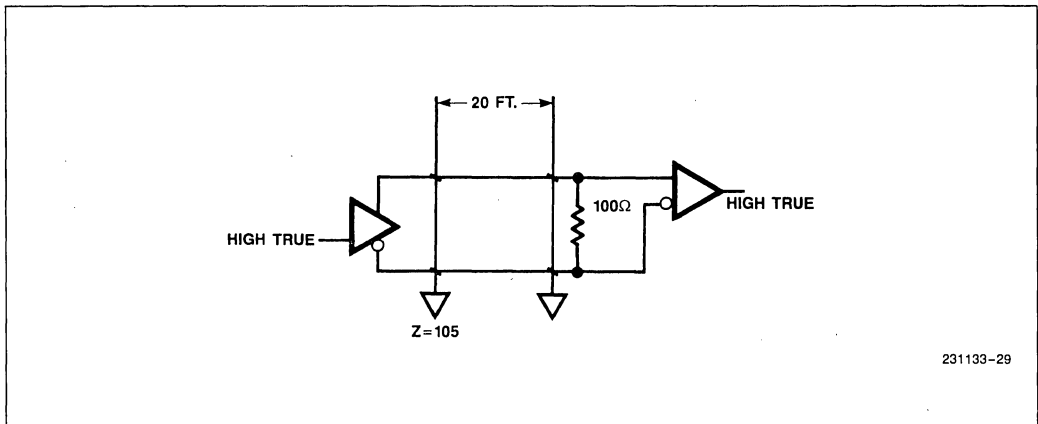 20 FT.
100Ω
HIGH TRUE
HIGH TRUE
Z=105
231133-29